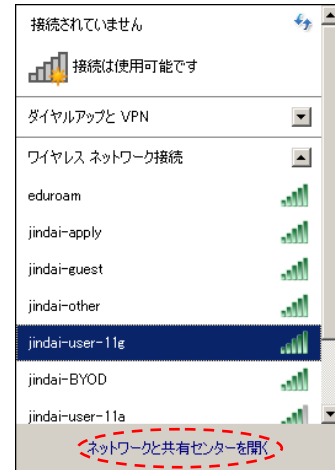 接続されていません
接続は使用可能です
ダイヤルアップと VPN
ワイヤレス ネットワーク接続
eduroam
jindai-apply
jindai-guest
jindai-other
jindai-user-11g
jindai-BYOD
jindai-user-11a
ネットワークと共有センターを開く